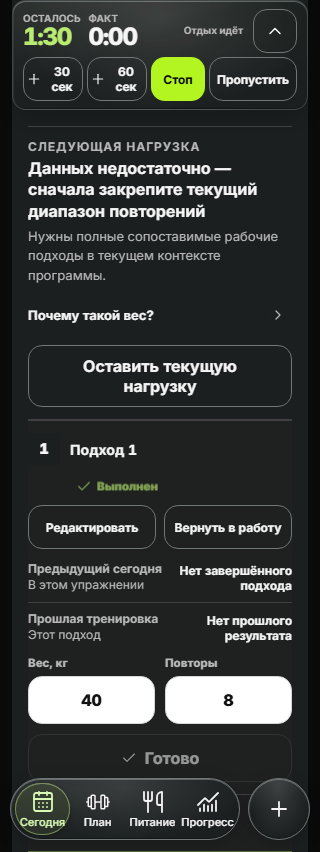 ОСТАЛОСЬ ФАКТ
1:30 0:00
Отдых идёт
+ 30 сек
+ 60 сек
Стоп
Пропустить
СЛЕДУЮЩАЯ НАГРУЗКА
Данных недостаточно —
сначала закрепите текущий
диапазон повторений
Нужны полные сопоставимые рабочие
подходы в текущем контексте
программы.
Почему такой вес?
Оставить текущую
нагрузку
1 Подход 1
Выполнен
Редактировать
Вернуть в работу
Предыдущий сегодня
В этом упражнении
Нет завершённого
подхода
Прошлая тренировка
Этот подход
Нет прошлого
результата
Вес, кг
Повторы
40
8
Готово
Сегодня
План
Питание
Прогресс
+